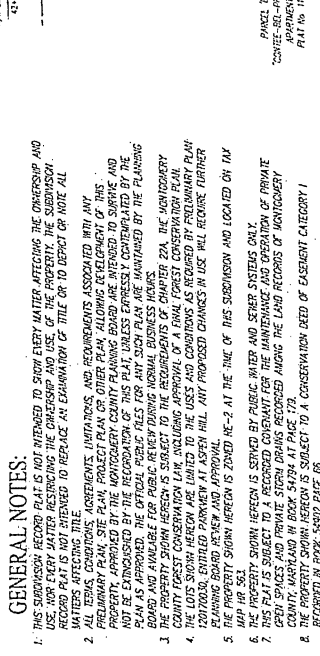 GENERAL NOTES:
1. THIS SUBDIVISION RECORD PLAT IS NOT INTENDED TO SHOW EVERY MATTER AFFECTING THE OWNERSHIP AND
USE, NOR EVERY MATTER RESTRICTING THE OWNERSHIP AND USE, OF THE PROPERTY. THE SUBDIVISION
RECORD PLAT IS NOT INTENDED TO REPLACE AN EXAMINATION OF TITLE OR TO DEPICT OR NOTE ALL
MATTERS AFFECTING TITLE.
2. ALL TERMS, CONDITIONS, AGREEMENTS, LIMITATIONS, AND REQUIREMENTS ASSOCIATED WITH ANY
PRELIMINARY PLAN, SITE PLAN, PROJECT PLAN OR OTHER PLAN, ALLOWING DEVELOPMENT OF THIS
PROPERTY, APPROVED BY THE MONTGOMERY COUNTY PLANNING BOARD ARE INTENDED TO SURVIVE AND
NOT BE EXTINGUISHED BY THE RECORDATION OF THIS PLAT, UNLESS EXPRESSLY CONTEMPLATED BY THE
PLAN AS APPROVED. THE OFFICIAL PUBLIC FILES FOR ANY SUCH PLAN ARE MAINTAINED BY THE PLANNING
BOARD AND AVAILABLE FOR PUBLIC REVIEW DURING NORMAL BUSINESS HOURS.
3. THE PROPERTY SHOWN HEREON IS SUBJECT TO THE REQUIREMENTS OF CHAPTER 22A, THE MONTGOMERY
COUNTY FOREST CONSERVATION LAW, INCLUDING APPROVAL OF A FINAL FOREST CONSERVATION PLAN.
4. THE LOTS SHOWN HEREON ARE LIMITED TO THE USES AND CONDITIONS AS REQUIRED BY PRELIMINARY PLAN
120170030, ENTITLED PARKVIEW AT ASPEN HILL. ANY PROPOSED CHANGES IN USE WILL REQUIRE FURTHER
PLANNING BOARD REVIEW AND APPROVAL.
5. THE PROPERTY SHOWN HEREON IS ZONED AT THE TIME OF THIS SUBDIVISION AND LOCATED ON TAX
MAP HR 563.
6. THE PROPERTY SHOWN HEREON IS SERVED BY PUBLIC WATER AND SEWER SYSTEMS ONLY.
7. THIS PLAT IS SUBJECT TO A RECORDED COVENANT FOR THE MAINTENANCE AND OPERATION OF PRIVATE
OPEN SPACES AND PRIVATE STORM DRAINS RECORDED AMONG THE LAND RECORDS OF MONTGOMERY
COUNTY, MARYLAND IN BOOK 54794 AT PAGE 170.
8. THE PROPERTY SHOWN HEREON IS SUBJECT TO A CONSERVATION DEED OF EASEMENT CATEGORY I
RECORDED IN BOOK 54902 PAGE 66
PARCEL
"CONTEE-BEL-PR
APARTMENT
PLAT No.